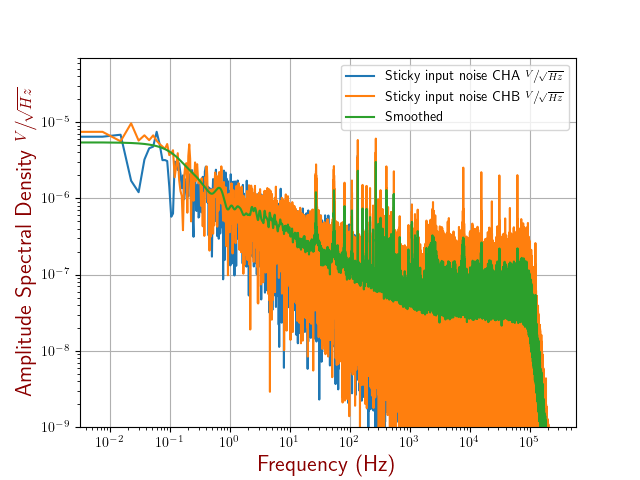 Sticky input noise CHA V/√Hz
Sticky input noise CHB V/√Hz
Smoothed
Amplitude Spectral Density V/√Hz
10⁻⁵
10⁻⁶
10⁻⁷
10⁻⁸
10⁻⁹
10⁻² 10⁻¹ 10⁰ 10¹ 10² 10³ 10⁴ 10⁵
Frequency (Hz)